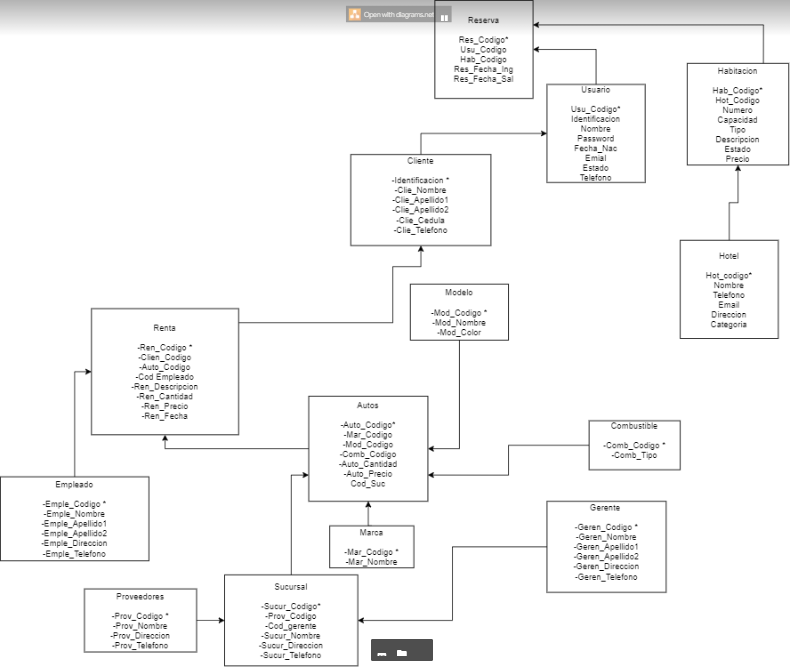 Open with diagrams.net
Reserva
Res_Codigo*
Usu_Codigo
Hab_Codigo
Res_Fecha_Ing
Res_Fecha_Sal
Usuario
Usu_Codigo*
Identificacion
Nombre
Password
Fecha_Nac
Emial
Estado
Telefono
Habitacion
Hab_Codigo*
Hot_Codigo
Numero
Capacidad
Tipo
Descripcion
Estado
Precio
Cliente
-Identificacion *
-Clie_Nombre
-Clie_Apellido1
-Clie_Apellido2
-Clie_Cedula
-Clie_Telefono
Hotel
Hot_codigo*
Nombre
Telefono
Email
Direccion
Categoria
Modelo
-Mod_Codigo *
-Mod_Nombre
-Mod_Color
Renta
-Ren_Codigo *
-Clien_Codigo
-Auto_Codigo
-Cod Empleado
-Ren_Descripcion
-Ren_Cantidad
-Ren_Precio
-Ren_Fecha
Autos
-Auto_Codigo*
-Mar_Codigo
-Mod_Codigo
-Comb_Codigo
-Auto_Cantidad
-Auto_Precio
Cod_Suc
Combustible
-Comb_Codigo *
-Comb_Tipo
Empleado
-Emple_Codigo *
-Emple_Nombre
-Emple_Apellido1
-Emple_Apellido2
-Emple_Direccion
-Emple_Telefono
Gerente
-Geren_Codigo *
-Geren_Nombre
-Geren_Apellido1
-Geren_Apellido2
-Geren_Direccion
-Geren_Telefono
Marca
-Mar_Codigo *
-Mar_Nombre
Proveedores
-Prov_Codigo *
-Prov_Nombre
-Prov_Direccion
-Prov_Telefono
Sucursal
-Sucur_Codigo*
-Prov_Codigo
-Cod_gerente
-Sucur_Nombre
-Sucur_Direccion
-Sucur_Telefono